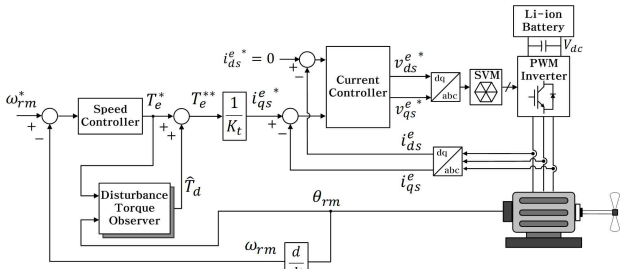 Li-ion
Battery
V_dc
i_ds^e* = 0
v_ds^e*
v_qs^e*
Current
Controller
dq
abc
SVM
PWM
Inverter
ω_rm^*
Speed
Controller
T_e^*
T_e^**
1
K_t
i_qs^e*
i_ds^e
i_qs^e
dq
abc
Disturbance
Torque
Observer
T̂_d
θ_rm
ω_rm
d